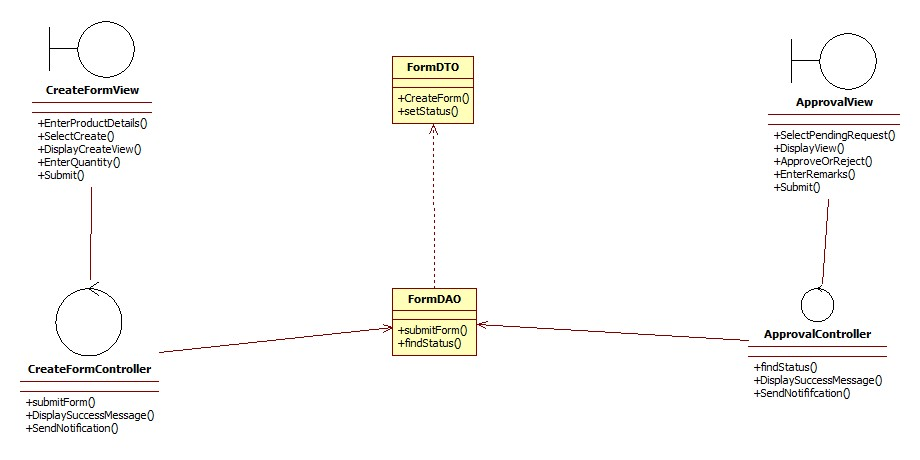 CreateFormView
+EnterProductDetails()
+SelectCreate()
+DisplayCreateView()
+EnterQuantity()
+Submit()
FormDTO
+CreateForm()
+setStatus()
ApprovalView
+SelectPendingRequest()
+DisplayView()
+ApproveOrReject()
+EnterRemarks()
+Submit()
CreateFormController
+submitForm()
+DisplaySuccessMessage()
+SendNotification()
FormDAO
+submitForm()
+findStatus()
ApprovalController
+findStatus()
+DisplaySuccessMessage()
+SendNotififcation()